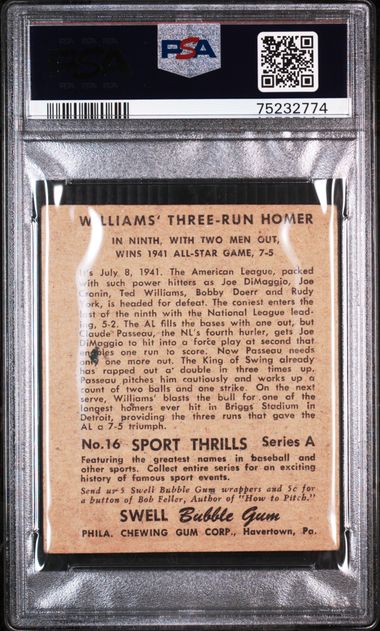 PSA
75232774
WILLIAMS' THREE-RUN HOMER
IN NINTH, WITH TWO MEN OUT,
WINS 1941 ALL-STAR GAME, 7-5
It's July 8, 1941. The American League, packed
with such power hitters as Joe DiMaggio, Joe
Cronin, Ted Williams, Bobby Doerr and Rudy
York, is headed for defeat. The contest enters the
last of the ninth with the National League lead-
ing, 5-2. The AL fills the bases with one out, but
Claude Passeau, the NL's fourth hurler, gets Joe
DiMaggio to hit into a force play at second that
enables one run to score. Now Passeau needs
only one more out. The King of Swing already
has rapped out a double in three times up.
Passeau pitches him cautiously and works up a
count of two balls and one strike. On the next
serve, Williams' blasts the bull for one of the
longest homers ever hit in Briggs Stadium in
Detroit, providing the three runs that gave the
AL a 7-5 triumph.
No. 16 SPORT THRILLS Series A
Featuring the greatest names in baseball and
other sports. Collect entire series for an exciting
history of famous sport events.
Send us 5 Swell Bubble Gum wrappers and 5c for
a button of Bob Feller, Author of "How to Pitch."
SWELL Bubble Gum
PHILA. CHEWING GUM CORP., Havertown, Pa.